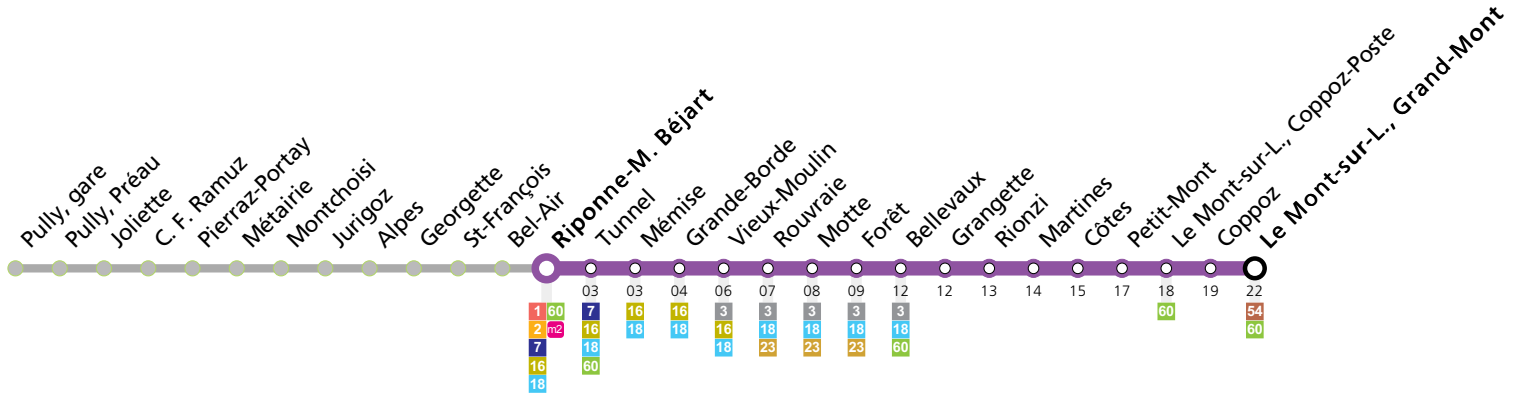 Pully, gare
Pully, Préau
Joliette
C. F. Ramuz
Pierraz-Portay
Métairie
Montchoisi
Jurigoz
Alpes
Georgette
St-François
Bel-Air
Riponne-M. Béjart
Tunnel
Mémise
Grande-Borde
Vieux-Moulin
Rouvraie
Motte
Forêt
Bellevaux
Grangette
Rionzi
Martines
Côtes
Petit-Mont
Le Mont-sur-L., Coppoz-Poste
Coppoz
Le Mont-sur-L., Grand-Mont
03 03 04 06 07 08 09 12 12 13 14 15 17 18 19 22
1 60 7 16 16 3 3 3 3 3 60 54
2 m2 16 18 18 16 18 18 18 18 60
7 18 18 23 23 23 60
16 60
18